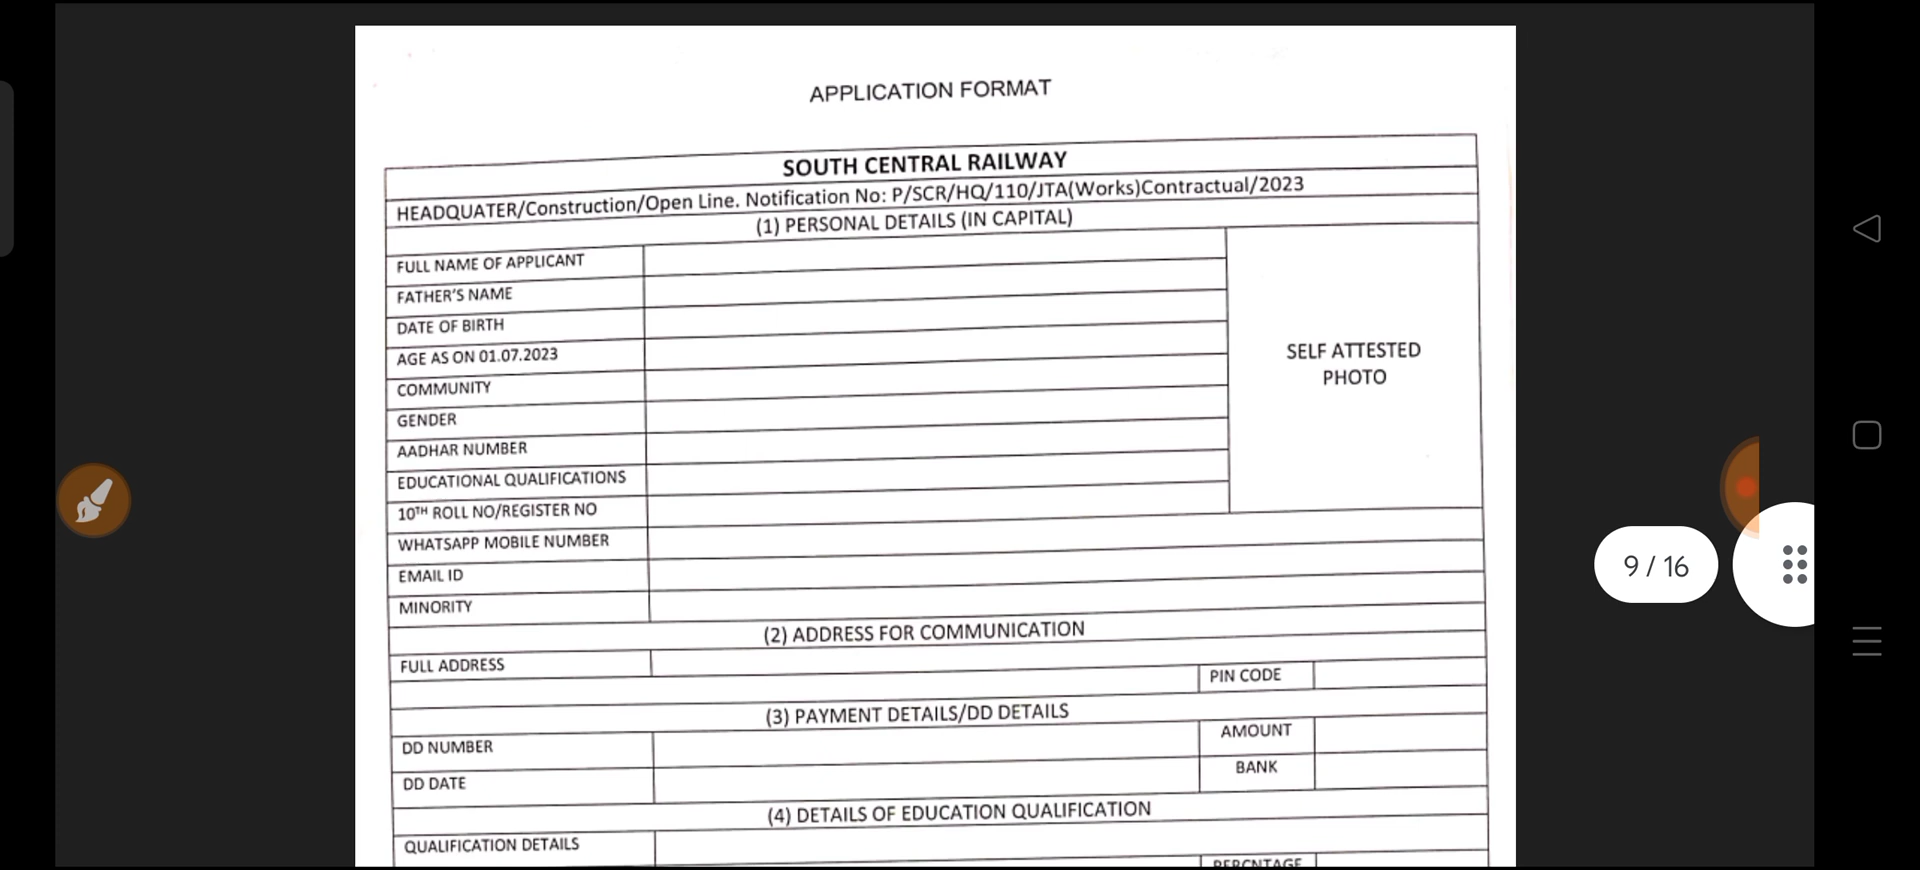 APPLICATION FORMAT
SOUTH CENTRAL RAILWAY
HEADQUATER/Construction/Open Line. Notification No: P/SCR/HQ/110/JTA(Works)Contractual/2023
(1) PERSONAL DETAILS (IN CAPITAL)
FULL NAME OF APPLICANT
FATHER'S NAME
DATE OF BIRTH
AGE AS ON 01.07.2023
COMMUNITY
GENDER
AADHAR NUMBER
EDUCATIONAL QUALIFICATIONS
10TH ROLL NO/REGISTER NO
SELF ATTESTED
PHOTO
WHATSAPP MOBILE NUMBER
EMAIL ID
MINORITY
(2) ADDRESS FOR COMMUNICATION
FULL ADDRESS
PIN CODE
(3) PAYMENT DETAILS/DD DETAILS
DD NUMBER
AMOUNT
DD DATE
BANK
(4) DETAILS OF EDUCATION QUALIFICATION
QUALIFICATION DETAILS
PERCNTAGE
9 / 16